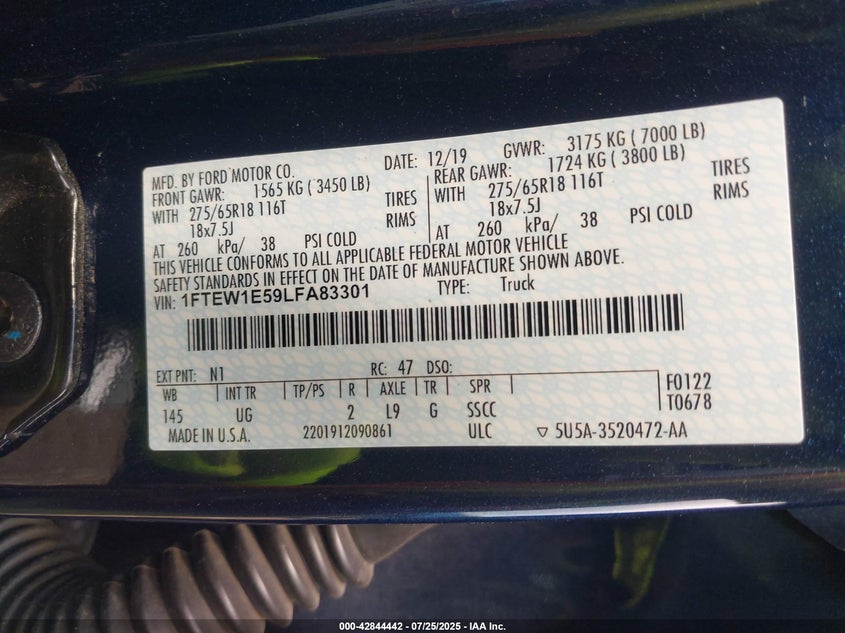 MFD. BY FORD MOTOR CO. DATE: 12/19 GVWR: 3175 KG ( 7000 LB)
FRONT GAWR: 1565 KG ( 3450 LB) REAR GAWR: 1724 KG ( 3800 LB)
WITH 275/65R18 116T TIRES WITH 275/65R18 116T TIRES
18x7.5J RIMS 18x7.5J RIMS
AT 260 kPa/ 38 PSI COLD AT 260 kPa/ 38 PSI COLD
THIS VEHICLE CONFORMS TO ALL APPLICABLE FEDERAL MOTOR VEHICLE
SAFETY STANDARDS IN EFFECT ON THE DATE OF MANUFACTURE SHOWN ABOVE.
VIN: 1FTEW1E59LFA83301 TYPE: Truck
EXT PNT: N1 RC: 47 DSO:
WB INT TR TP/PS R AXLE TR SPR F0122
145 UG 2 L9 G SSCC T0678
MADE IN U.S.A. 2201912090861 ULC ▽ 5U5A-3520472-AA
000-42844442 - 07/25/2025 - IAA Inc.